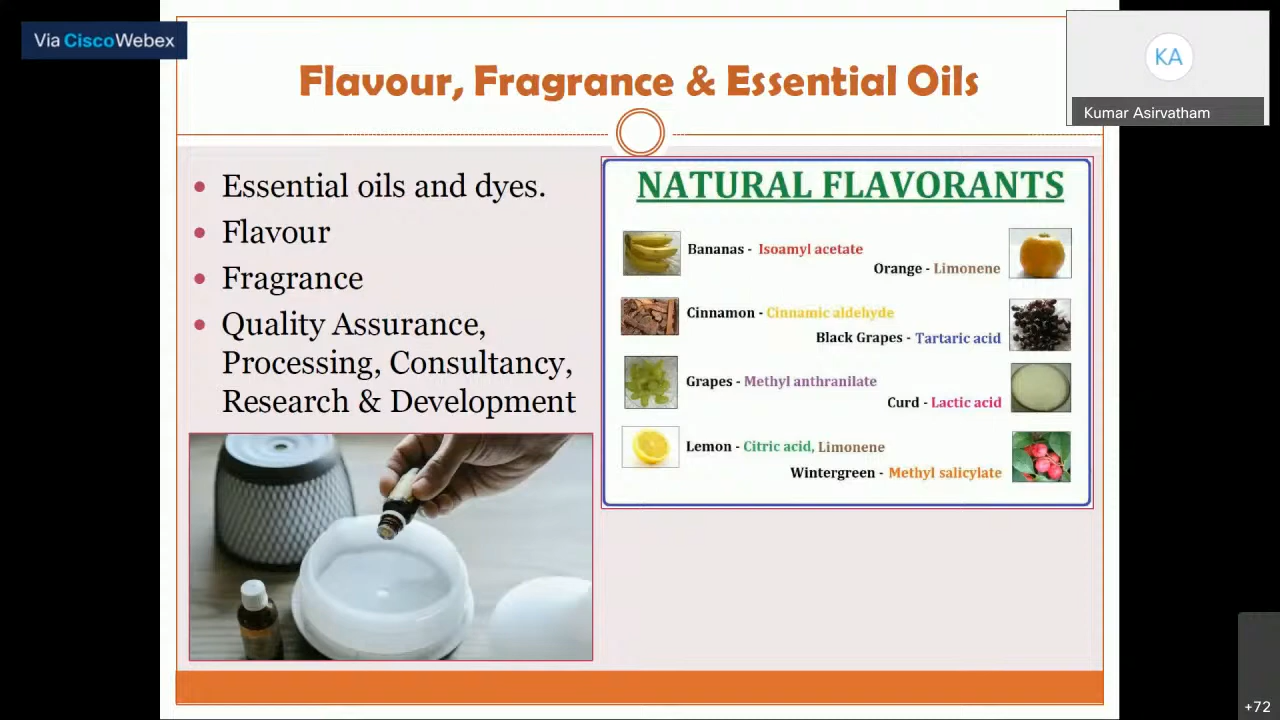 Via CiscoWebex
KA
Kumar Asirvatham
Flavour, Fragrance & Essential Oils
• Essential oils and dyes.
• Flavour
• Fragrance
• Quality Assurance,
Processing, Consultancy,
Research & Development
NATURAL FLAVORANTS
Bananas - Isoamyl acetate
Orange - Limonene
Cinnamon - Cinnamic aldehyde
Black Grapes - Tartaric acid
Grapes - Methyl anthranilate
Curd - Lactic acid
Lemon - Citric acid, Limonene
Wintergreen - Methyl salicylate
+72